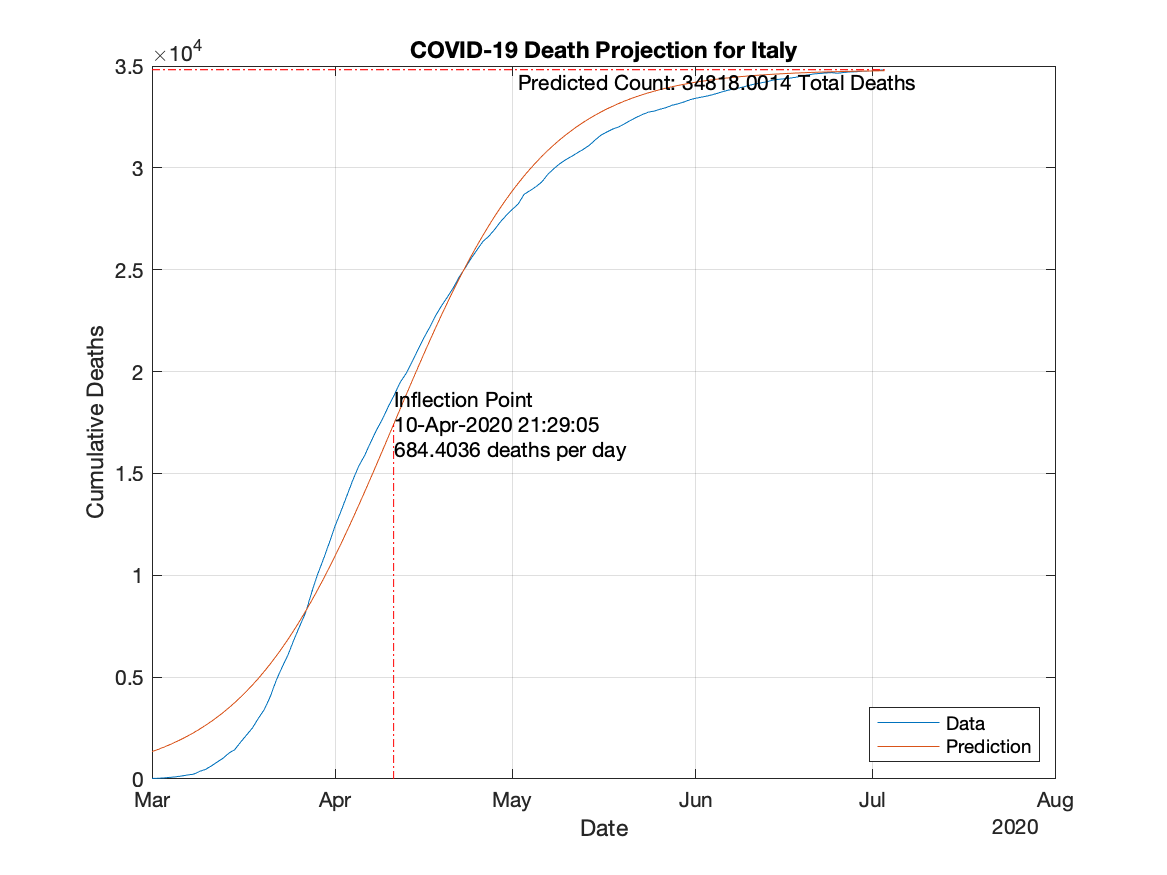 COVID-19 Death Projection for Italy
×10^4
3.5
Predicted Count: 34818.0014 Total Deaths
3
2.5
2
Inflection Point
10-Apr-2020 21:29:05
684.4036 deaths per day
1.5
1
0.5
0
Cumulative Deaths
Data
Prediction
Mar Apr May Jun Jul Aug
Date
2020